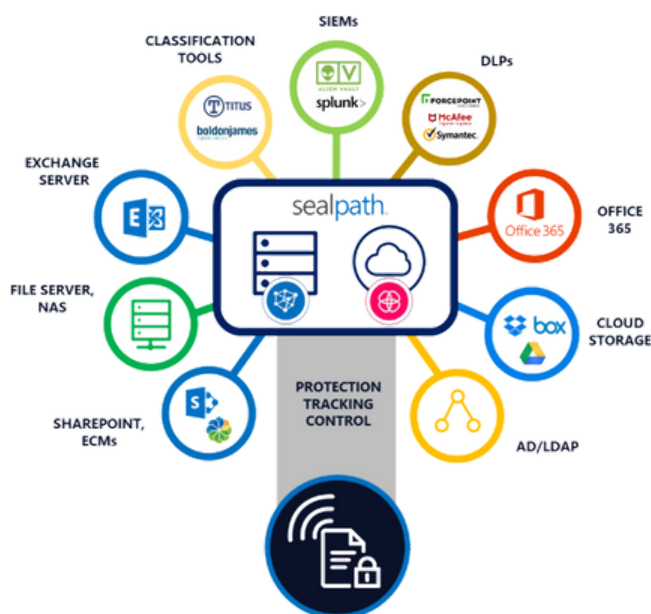 SIEMs
CLASSIFICATION
TOOLS
DLPs
ALIEN VAULT
splunk>
TITUS
boldonjames
FORCEPOINT
McAfee
Symantec.
EXCHANGE
SERVER
E
sealpath
Office 365
OFFICE
365
FILE SERVER,
NAS
box
CLOUD
STORAGE
S
SHAREPOINT,
ECMs
PROTECTION
TRACKING
CONTROL
AD/LDAP